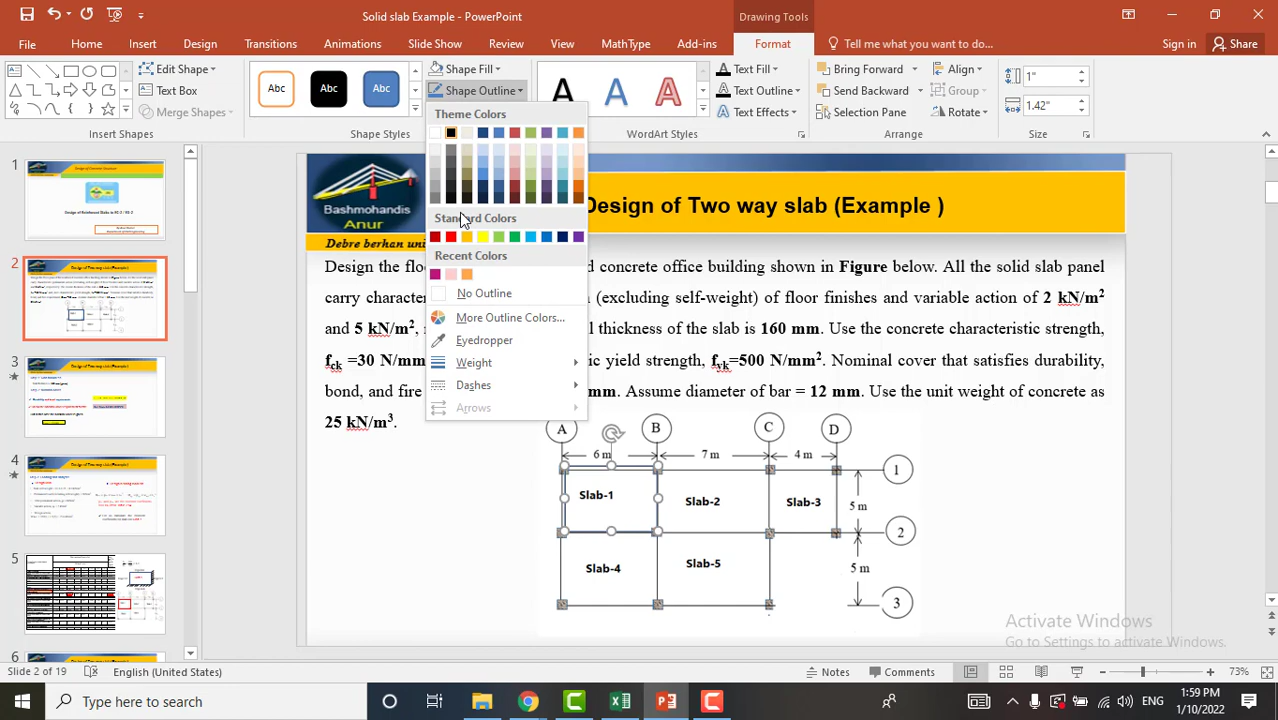 Solid slab Example - PowerPoint
Drawing Tools
File
Home
Insert
Design
Transitions
Animations
Slide Show
Review
View
MathType
Add-ins
Format
Tell me what you want to do...
Sign in
Share
Edit Shape
Text Box
Merge Shapes
Insert Shapes
Abc
Abc
Abc
Shape Styles
Shape Fill
Shape Outline
A
A
A
WordArt Styles
Text Fill
Text Outline
Text Effects
Bring Forward
Send Backward
Selection Pane
Align
Group
Rotate
Arrange
1"
1.42"
Size
Theme Colors
Standard Colors
Recent Colors
No Outline
More Outline Colors...
Eyedropper
Weight
Dashes
Arrows
1
2
3
4
5
6
Bashmohandis
Anur
Design of Two way slab (Example )
Debre berhan uni
Design the flo
d concrete office building shown in Figure below. All the solid slab panel
carry characte
(excluding self-weight) of floor finishes and variable action of 2 kN/m²
and 5 kN/m²,
l thickness of the slab is 160 mm. Use the concrete characteristic strength,
fck =30 N/mm
ic yield strength, fyk=500 N/mm². Nominal cover that satisfies durability,
bond, and fire
mm. Assume diameter of bar = 12 mm. Use the unit weight of concrete as
25 kN/m³.
A
B
C
D
6 m
7 m
4 m
1
Slab-1
Slab-2
Slab-3
5 m
2
Slab-4
Slab-5
5 m
3
Activate Windows
Go to Settings to activate Windows.
Slide 2 of 19
English (United States)
Notes
Comments
73%
Type here to search
ENG
1:59 PM
1/10/2022